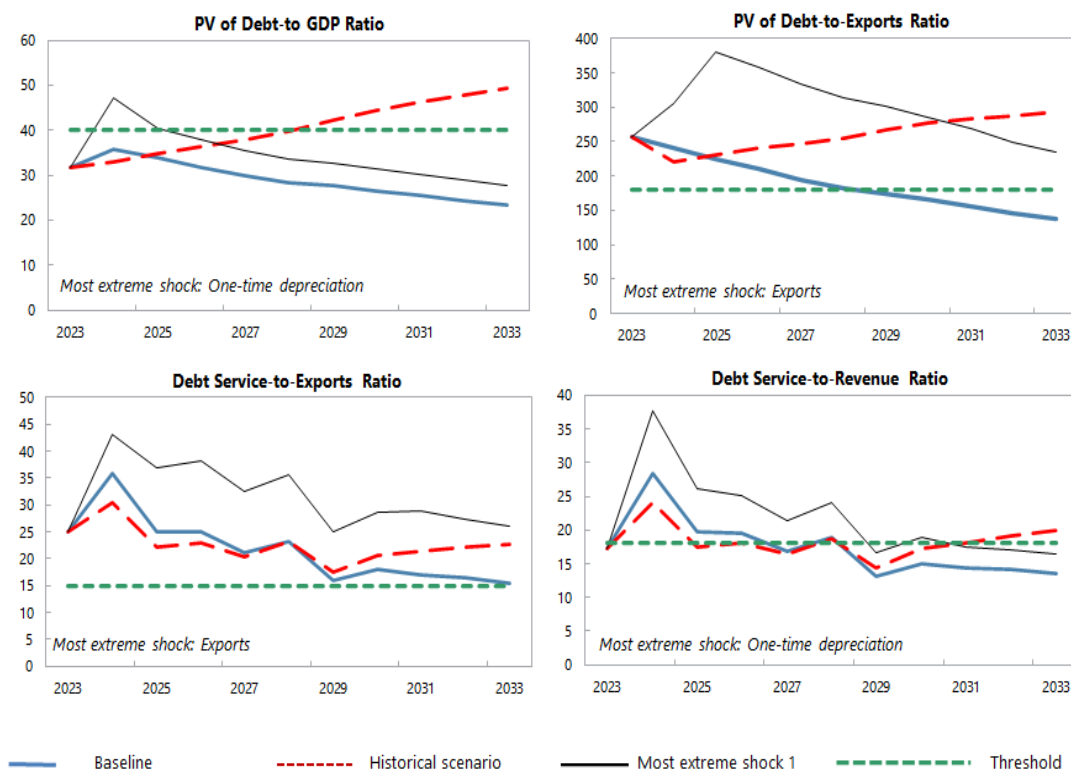 PV of Debt-to GDP Ratio
60
50
40
30
20
10
0
2023 2025 2027 2029 2031 2033
Most extreme shock: One-time depreciation
PV of Debt-to-Exports Ratio
400
350
300
250
200
150
100
50
0
2023 2025 2027 2029 2031 2033
Most extreme shock: Exports
Debt Service-to-Exports Ratio
50
45
40
35
30
25
20
15
10
5
0
2023 2025 2027 2029 2031 2033
Most extreme shock: Exports
Debt Service-to-Revenue Ratio
40
35
30
25
20
15
10
5
0
2023 2025 2027 2029 2031 2033
Most extreme shock: One-time depreciation
Baseline Historical scenario Most extreme shock 1 Threshold